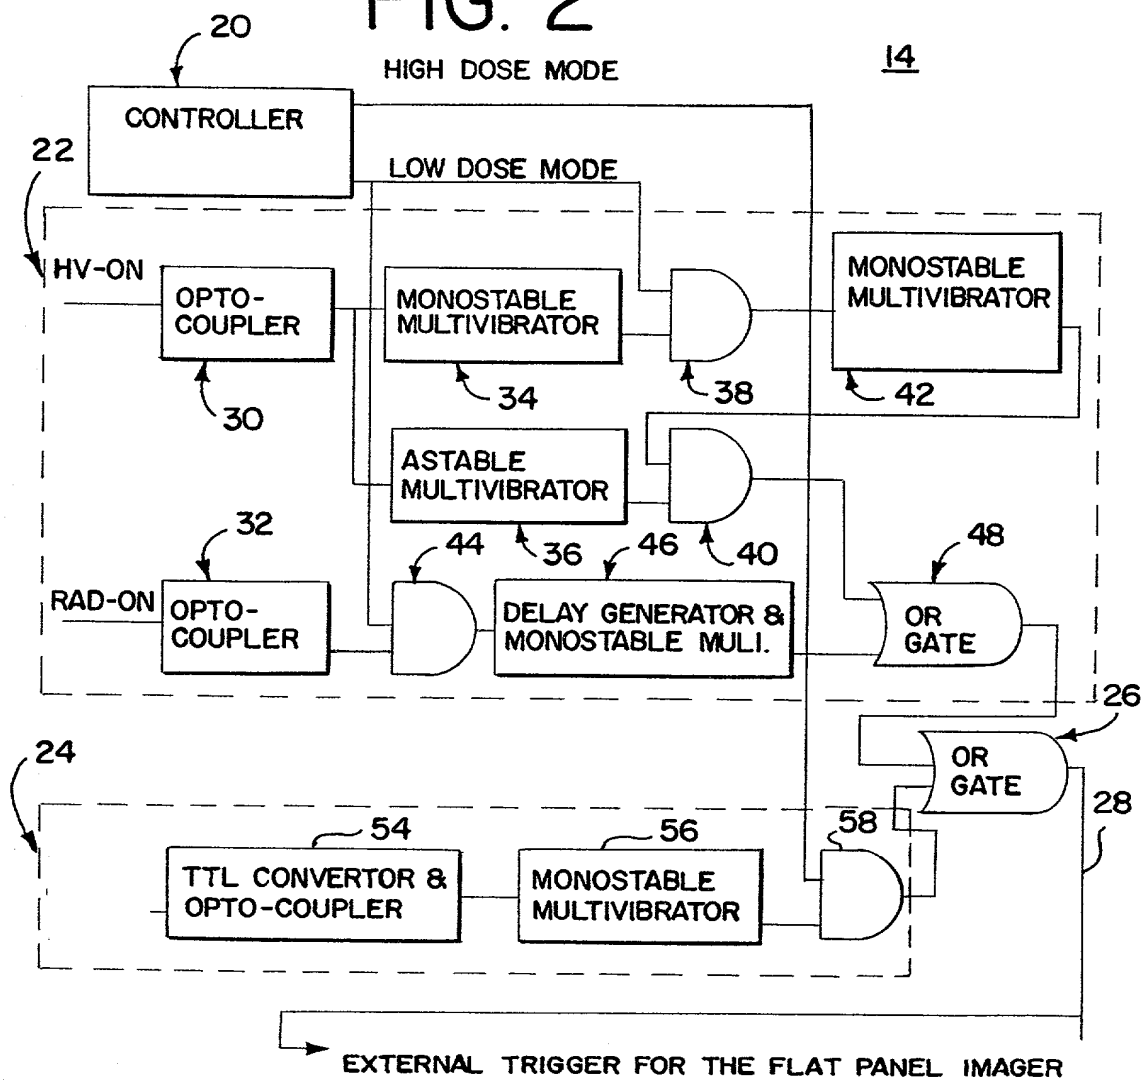 FIG. 2
20
14
HIGH DOSE MODE
CONTROLLER
22
LOW DOSE MODE
HV-ON
OPTO-
COUPLER
MONOSTABLE
MULTIVIBRATOR
MONOSTABLE
MULTIVIBRATOR
30
34
38
42
ASTABLE
MULTIVIBRATOR
32
44
36
46
40
48
RAD-ON
OPTO-
COUPLER
DELAY GENERATOR &
MONOSTABLE MULI.
OR
GATE
26
24
OR
GATE
28
54
56
58
TTL CONVERTOR &
OPTO-COUPLER
MONOSTABLE
MULTIVIBRATOR
EXTERNAL TRIGGER FOR THE FLAT PANEL IMAGER